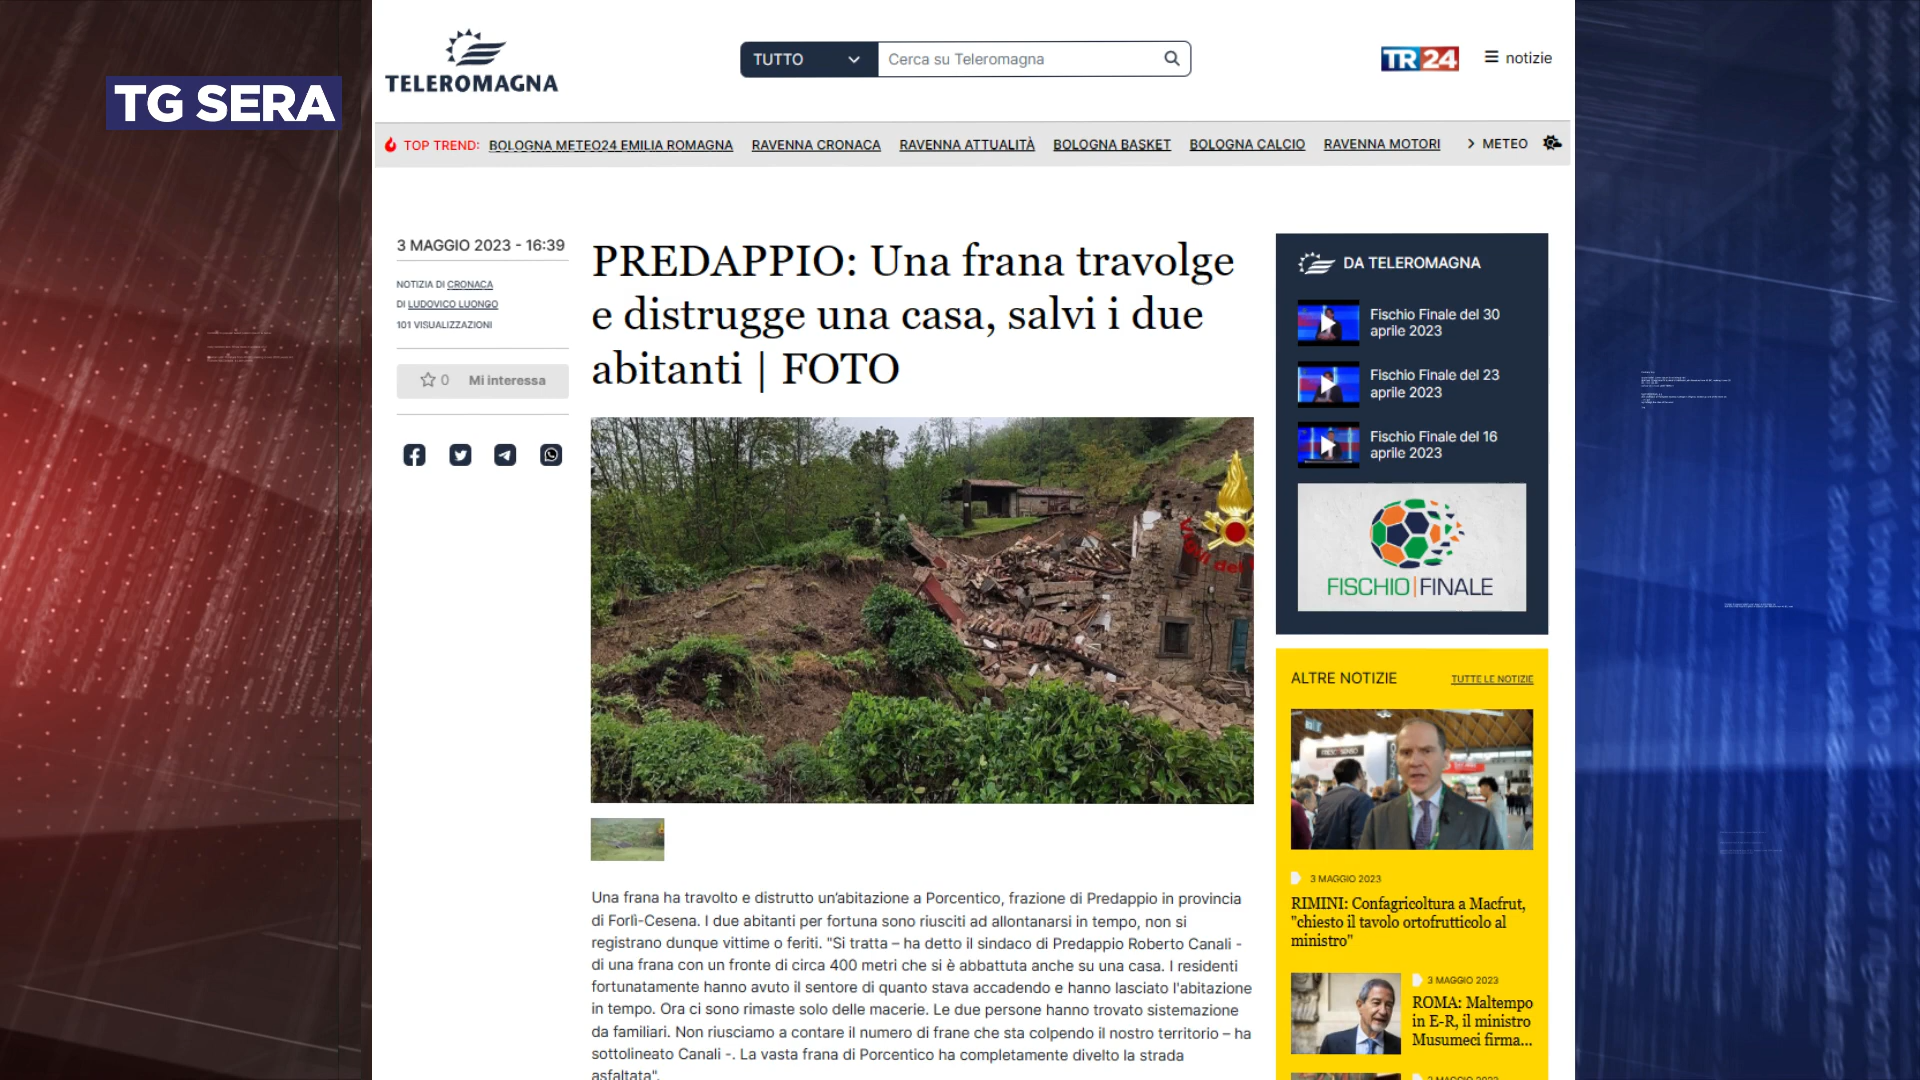 TG SERA
TELEROMAGNA
TUTTO
Cerca su Teleromagna
TR24
notizie
TOP TREND: BOLOGNA METEO24 EMILIA ROMAGNA RAVENNA CRONACA RAVENNA ATTUALITÀ BOLOGNA BASKET BOLOGNA CALCIO RAVENNA MOTORI > METEO
3 MAGGIO 2023 - 16:39
NOTIZIA DI CRONACA
DI LUDOVICO LUONGO
101 VISUALIZZAZIONI
0 Mi interessa
PREDAPPIO: Una frana travolge
e distrugge una casa, salvi i due
abitanti | FOTO
Una frana ha travolto e distrutto un'abitazione a Porcentico, frazione di Predappio in provincia
di Forlì-Cesena. I due abitanti per fortuna sono riusciti ad allontanarsi in tempo, non si
registrano dunque vittime o feriti. "Si tratta – ha detto il sindaco di Predappio Roberto Canali -
di una frana con un fronte di circa 400 metri che si è abbattuta anche su una casa. I residenti
fortunatamente hanno avuto il sentore di quanto stava accadendo e hanno lasciato l'abitazione
in tempo. Ora ci sono rimaste solo delle macerie. Le due persone hanno trovato sistemazione
da familiari. Non riusciamo a contare il numero di frane che sta colpendo il nostro territorio – ha
sottolineato Canali -. La vasta frana di Porcentico ha completamente divelto la strada
asfaltata".
DA TELEROMAGNA
Fischio Finale del 30
aprile 2023
Fischio Finale del 23
aprile 2023
Fischio Finale del 16
aprile 2023
FISCHIO|FINALE
ALTRE NOTIZIE
TUTTE LE NOTIZIE
3 MAGGIO 2023
RIMINI: Confagricoltura a Macfrut,
"chiesto il tavolo ortofrutticolo al
ministro"
3 MAGGIO 2023
ROMA: Maltempo
in E-R, il ministro
Musumeci firma...
3 MAGGIO 2023